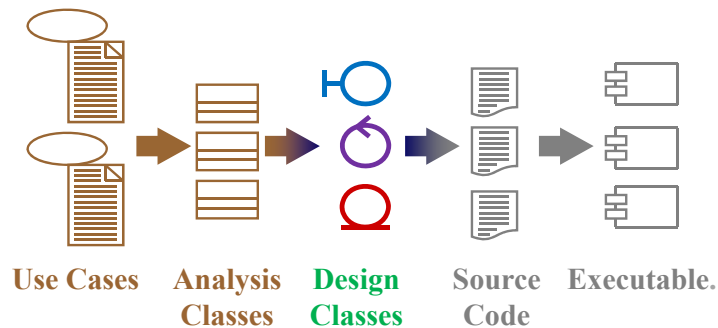 Use Cases Analysis Design Source Executable.
Classes Classes Code